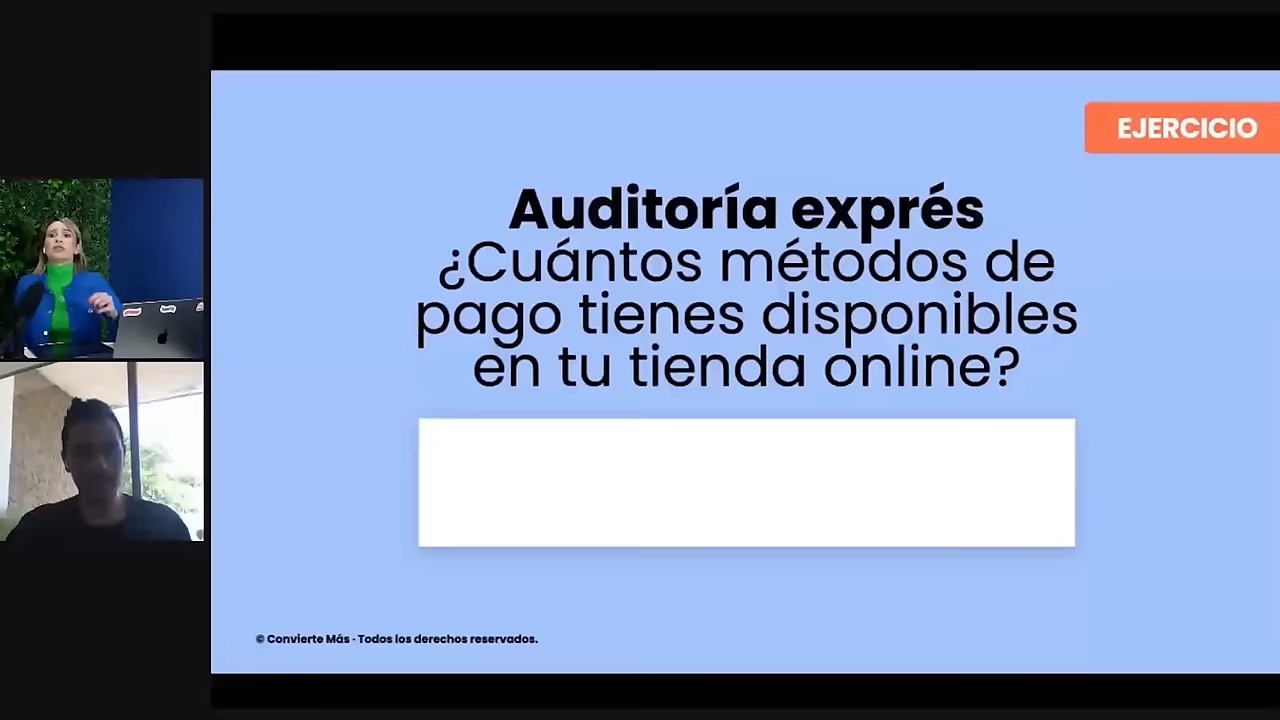 EJERCICIO
Auditoría exprés
¿Cuántos métodos de
pago tienes disponibles
en tu tienda online?
© Convierte Más · Todos los derechos reservados.